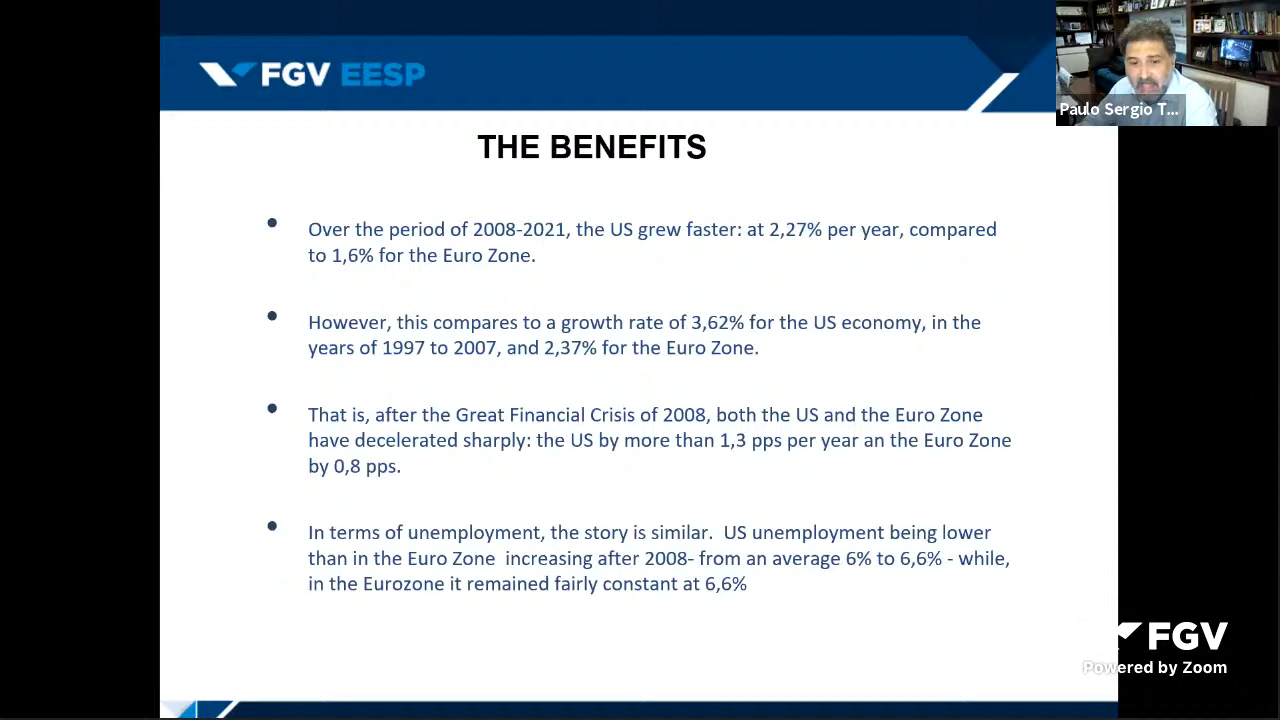 FGV EESP
Paulo Sergio T...
THE BENEFITS
• Over the period of 2008-2021, the US grew faster: at 2,27% per year, compared
to 1,6% for the Euro Zone.
• However, this compares to a growth rate of 3,62% for the US economy, in the
years of 1997 to 2007, and 2,37% for the Euro Zone.
• That is, after the Great Financial Crisis of 2008, both the US and the Euro Zone
have decelerated sharply: the US by more than 1,3 pps per year an the Euro Zone
by 0,8 pps.
• In terms of unemployment, the story is similar.  US unemployment being lower
than in the Euro Zone  increasing after 2008- from an average 6% to 6,6% - while,
in the Eurozone it remained fairly constant at 6,6%
FGV
Powered by Zoom